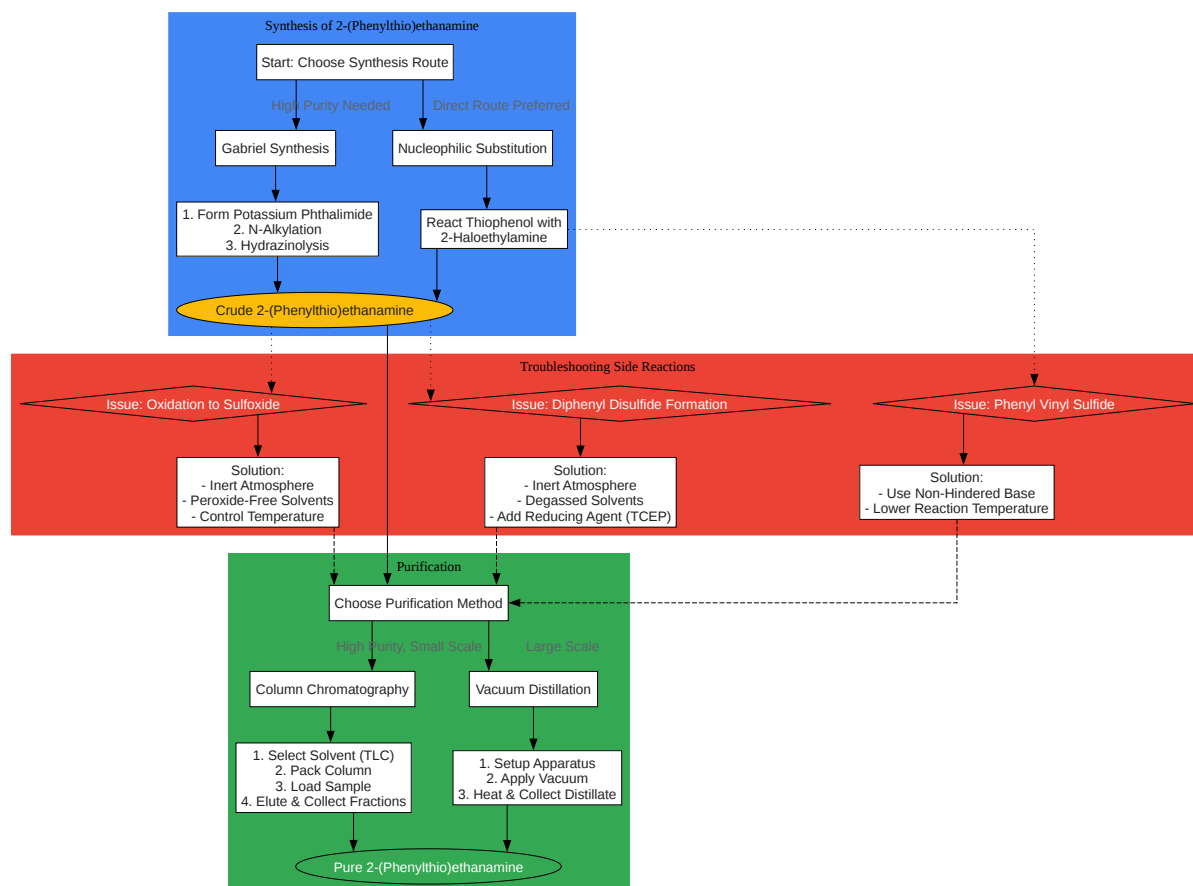 Synthesis of 2-(Phenylthio)ethanamine
Start: Choose Synthesis Route
High Purity Needed
Direct Route Preferred
Gabriel Synthesis
Nucleophilic Substitution
1. Form Potassium Phthalimide
2. N-Alkylation
3. Hydrazinolysis
React Thiophenol with
2-Haloethylamine
Crude 2-(Phenylthio)ethanamine
Troubleshooting Side Reactions
Issue: Oxidation to Sulfoxide
Issue: Diphenyl Disulfide Formation
Issue: Phenyl Vinyl Sulfide
Solution:
- Inert Atmosphere
- Peroxide-Free Solvents
- Control Temperature
Solution:
- Inert Atmosphere
- Degassed Solvents
- Add Reducing Agent (TCEP)
Solution:
- Use Non-Hindered Base
- Lower Reaction Temperature
Purification
Choose Purification Method
High Purity, Small Scale
Large Scale
Column Chromatography
Vacuum Distillation
1. Select Solvent (TLC)
2. Pack Column
3. Load Sample
4. Elute & Collect Fractions
1. Setup Apparatus
2. Apply Vacuum
3. Heat & Collect Distillate
Pure 2-(Phenylthio)ethanamine